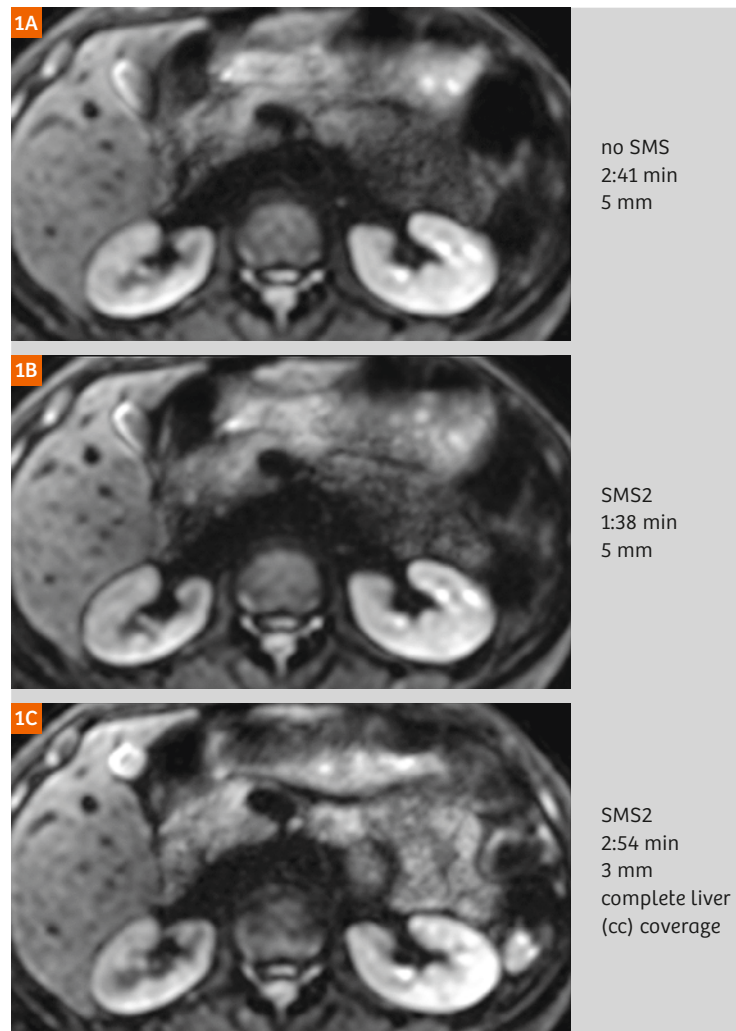 1A
no SMS
2:41 min
5 mm
1B
SMS2
1:38 min
5 mm
1C
SMS2
2:54 min
3 mm
complete liver
(cc) coverage